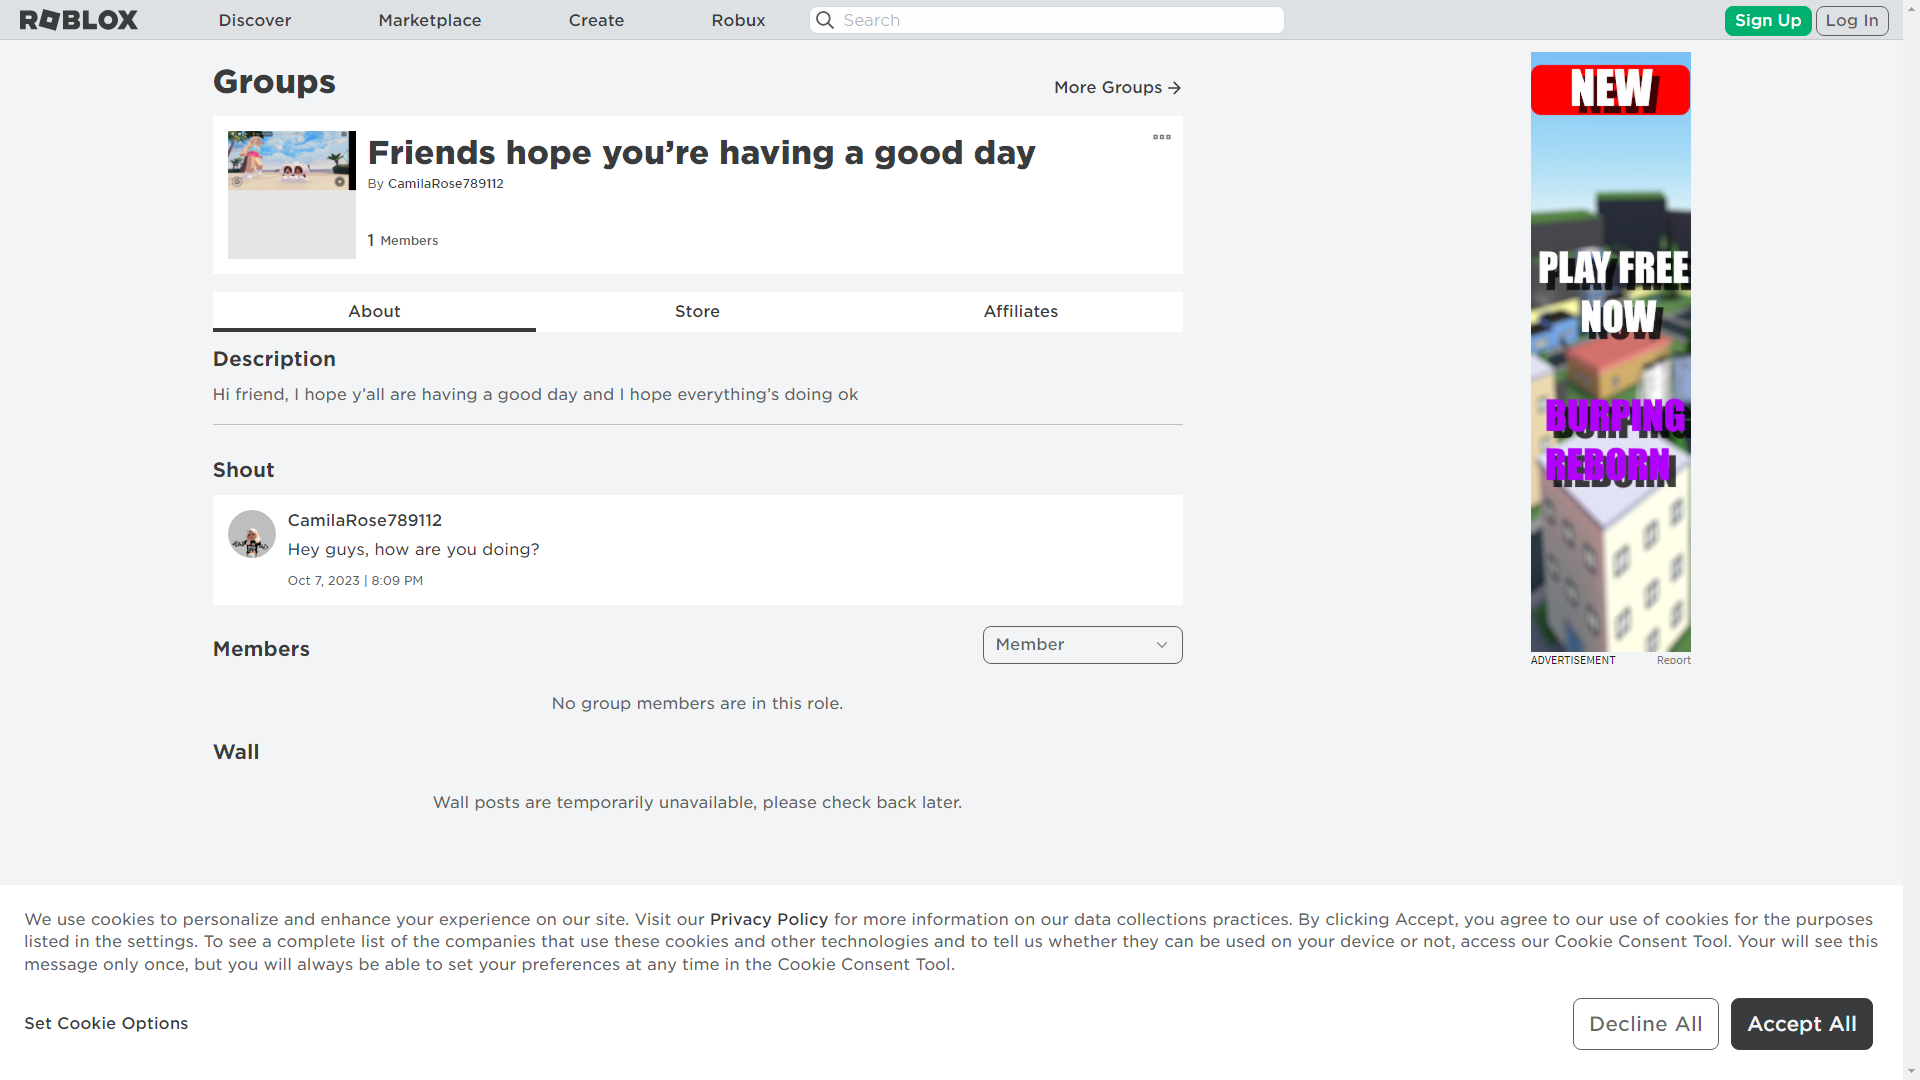 ROBLOX
Discover
Marketplace
Create
Robux
Search
Sign Up
Log In
Groups
More Groups
Friends hope you’re having a good day
By CamilaRose789112
1 Members
About
Store
Affiliates
Description
Hi friend, I hope y’all are having a good day and I hope everything’s doing ok
Shout
CamilaRose789112
Hey guys, how are you doing?
Oct 7, 2023 | 8:09 PM
Members
Member
No group members are in this role.
Wall
Wall posts are temporarily unavailable, please check back later.
NEW
PLAY FREE
NOW
BURPING
REBORN
ADVERTISEMENT
Report
We use cookies to personalize and enhance your experience on our site. Visit our Privacy Policy for more information on our data collections practices. By clicking Accept, you agree to our use of cookies for the purposes
listed in the settings. To see a complete list of the companies that use these cookies and other technologies and to tell us whether they can be used on your device or not, access our Cookie Consent Tool. Your will see this
message only once, but you will always be able to set your preferences at any time in the Cookie Consent Tool.
Set Cookie Options
Decline All
Accept All